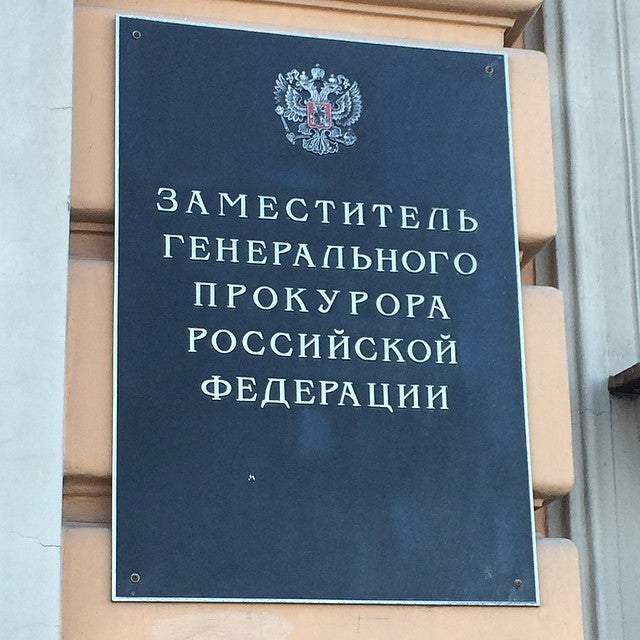 ЗАМЕСТИТЕЛЬ
ГЕНЕРАЛЬНОГО
ПРОКУРОРА
РОССИЙСКОЙ
ФЕДЕРАЦИИ